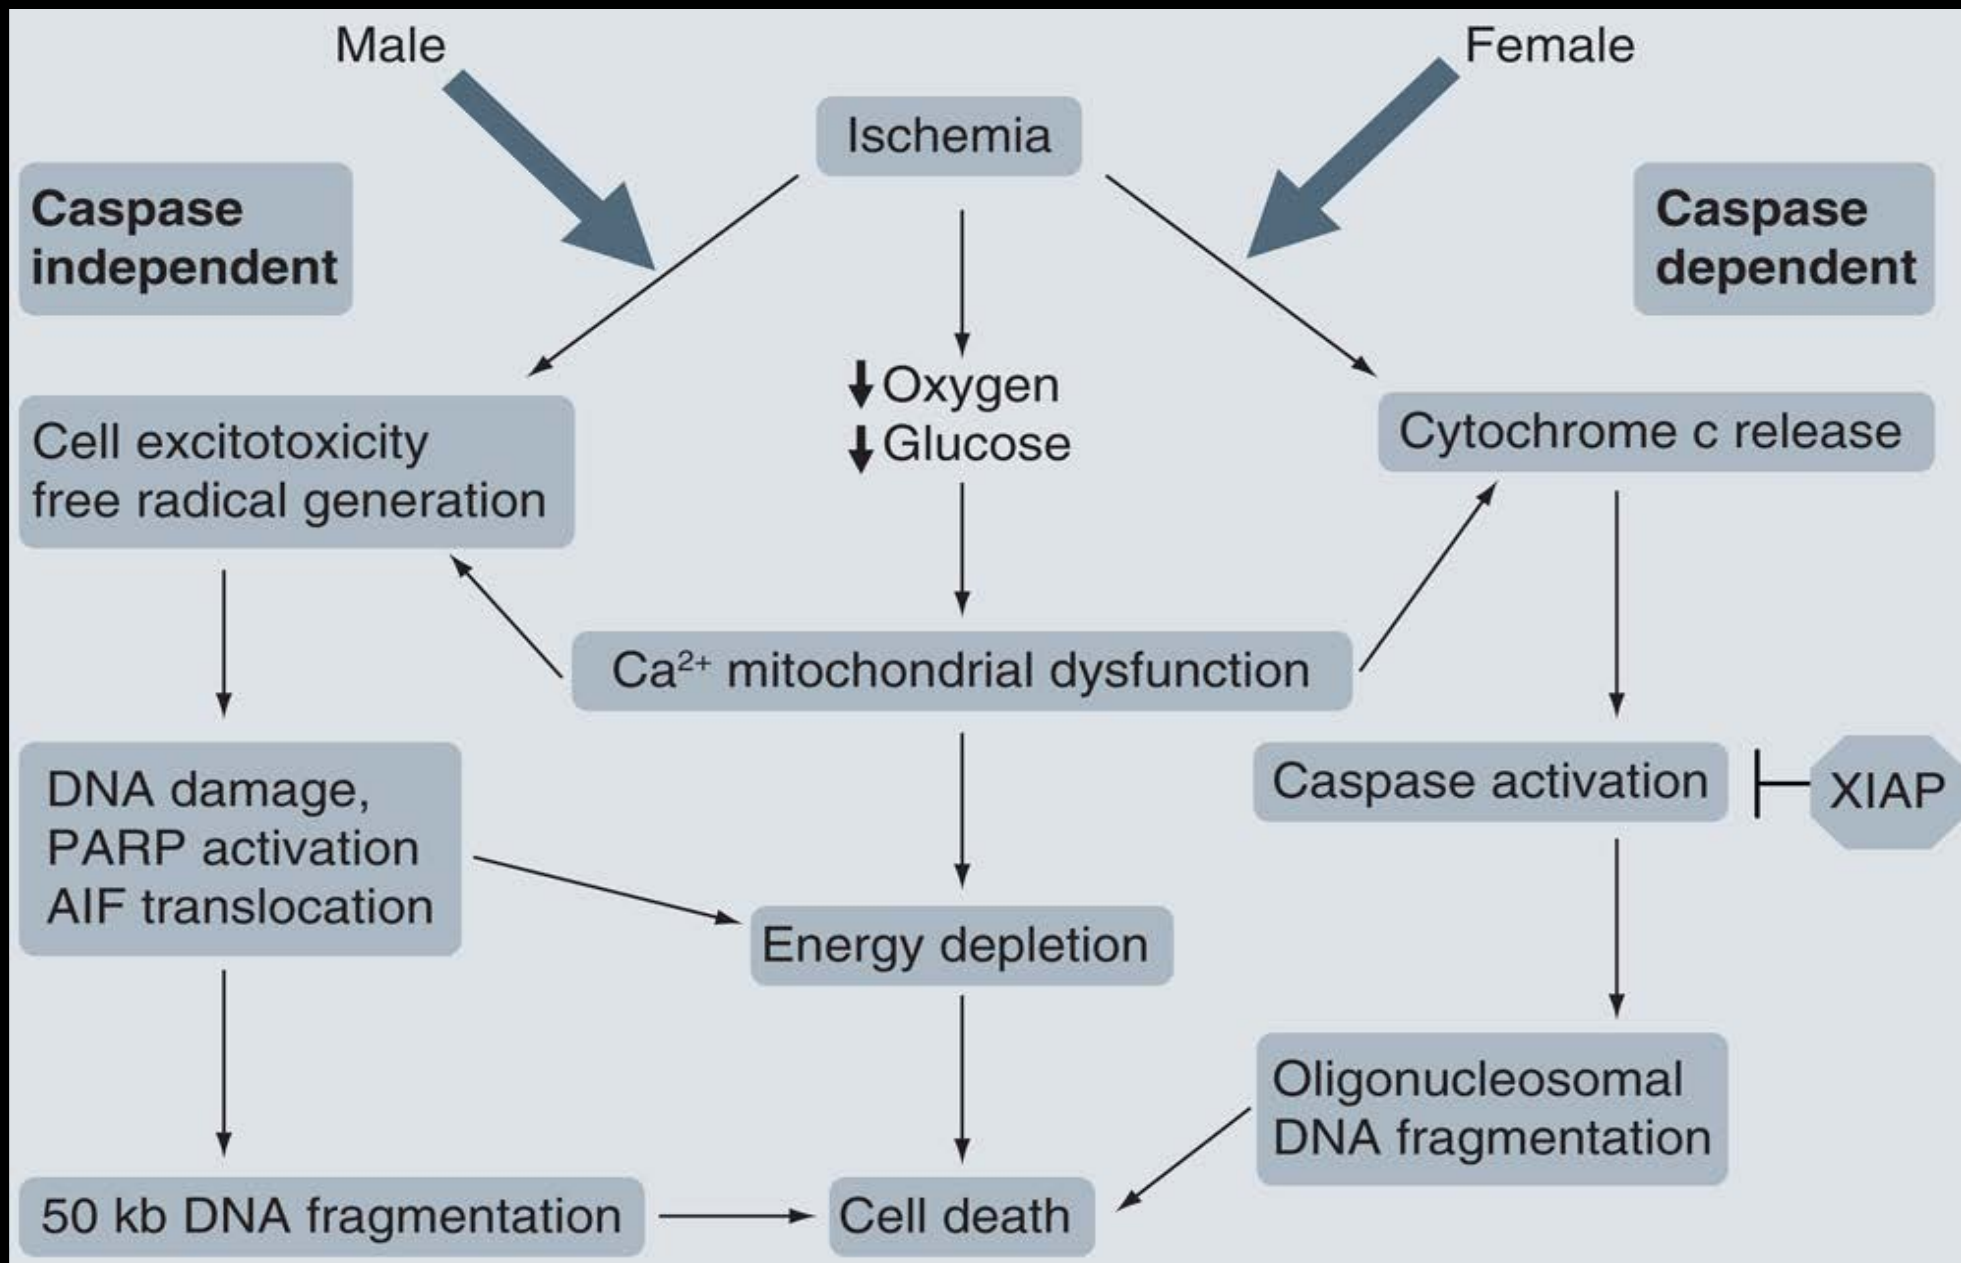 Male
Female
Ischemia
Caspase
independent
Caspase
dependent
Oxygen
Glucose
Cell excitotoxicity
free radical generation
Cytochrome c release
Ca²⁺ mitochondrial dysfunction
DNA damage,
PARP activation
AIF translocation
Caspase activation
XIAP
Energy depletion
Oligonucleosomal
DNA fragmentation
50 kb DNA fragmentation
Cell death